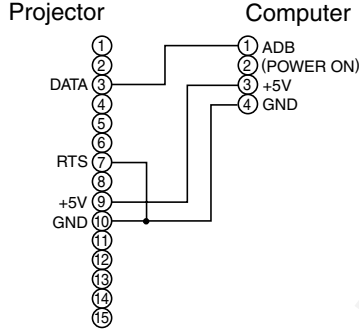 Projector
Computer
1
2
DATA 3
4
5
6
RTS 7
8
+5V 9
GND 10
11
12
13
14
15
1 ADB
2 (POWER ON)
3 +5V
4 GND